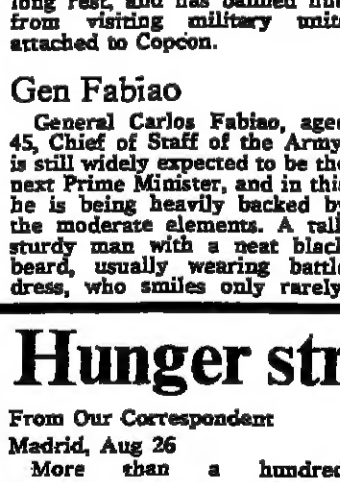 long rest, and has banned him
from visiting military unit
attached to Copcon.
Gen Fabiao
General Carlos Fabiao, aged
45, Chief of Staff of the Army
is still widely expected to be the
next Prime Minister, and in thi
he is being heavily backed by
the moderate elements. A tall
sturdy man with a neat black
beard, usually wearing battle
dress, who smiles only rarely
Hunger str
From Our Correspondent
Madrid, Aug 26
More than a hundred